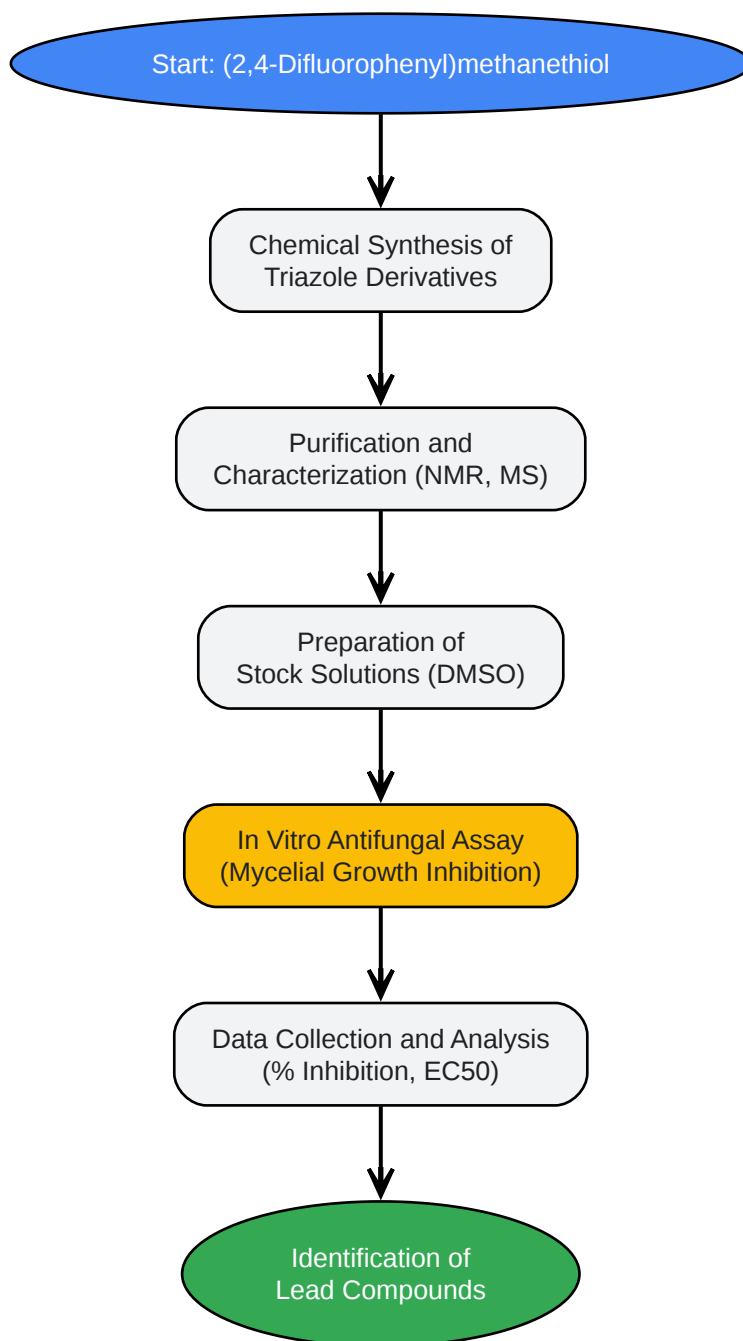 Start: (2,4-Difluorophenyl)methanethiol
Chemical Synthesis of
Triazole Derivatives
Purification and
Characterization (NMR, MS)
Preparation of
Stock Solutions (DMSO)
In Vitro Antifungal Assay
(Mycelial Growth Inhibition)
Data Collection and Analysis
(% Inhibition, EC50)
Identification of
Lead Compounds